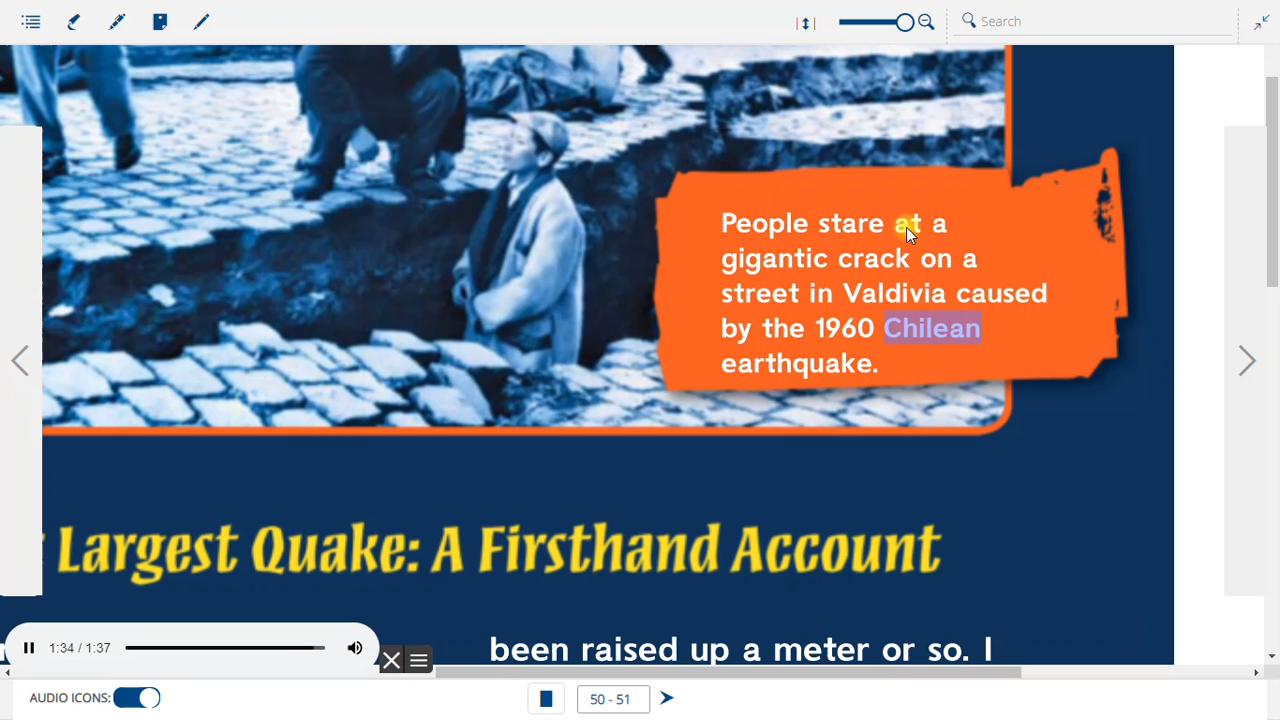 Search
People stare at a
gigantic crack on a
street in Valdivia caused
by the 1960 Chilean
earthquake.
Largest Quake: A Firsthand Account
1:34 / 1:37
been raised up a meter or so. I
AUDIO ICONS:
50 - 51